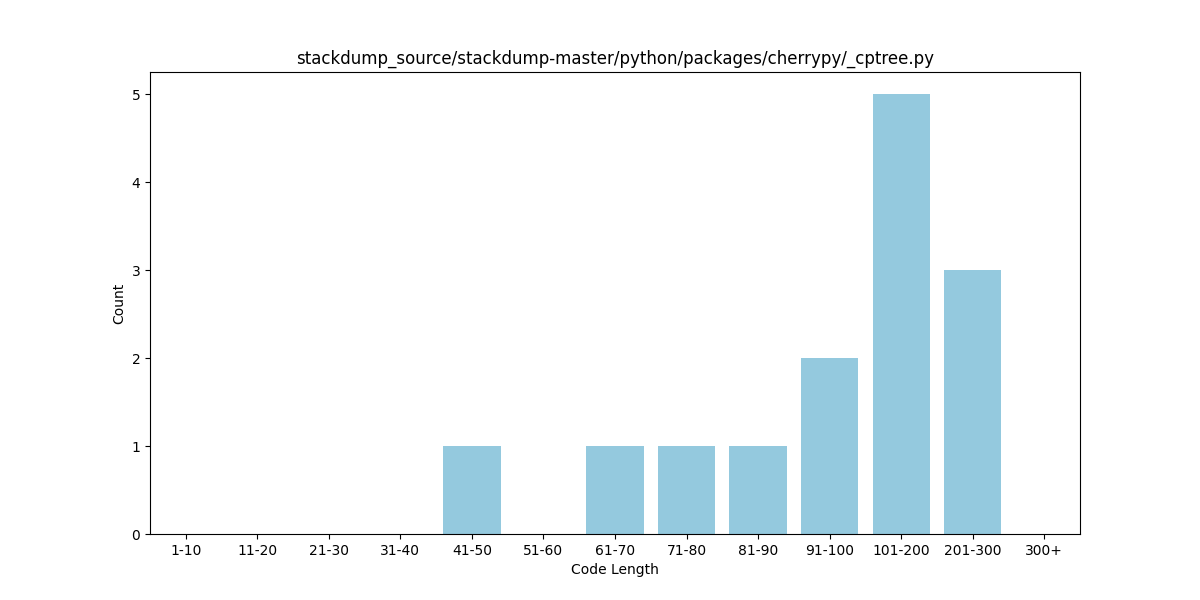 stackdump_source/stackdump-master/python/packages/cherrypy/_cptree.py
5
4
3
2
1
0
Count
1-10 11-20 21-30 31-40 41-50 51-60 61-70 71-80 81-90 91-100 101-200 201-300 300+
Code Length